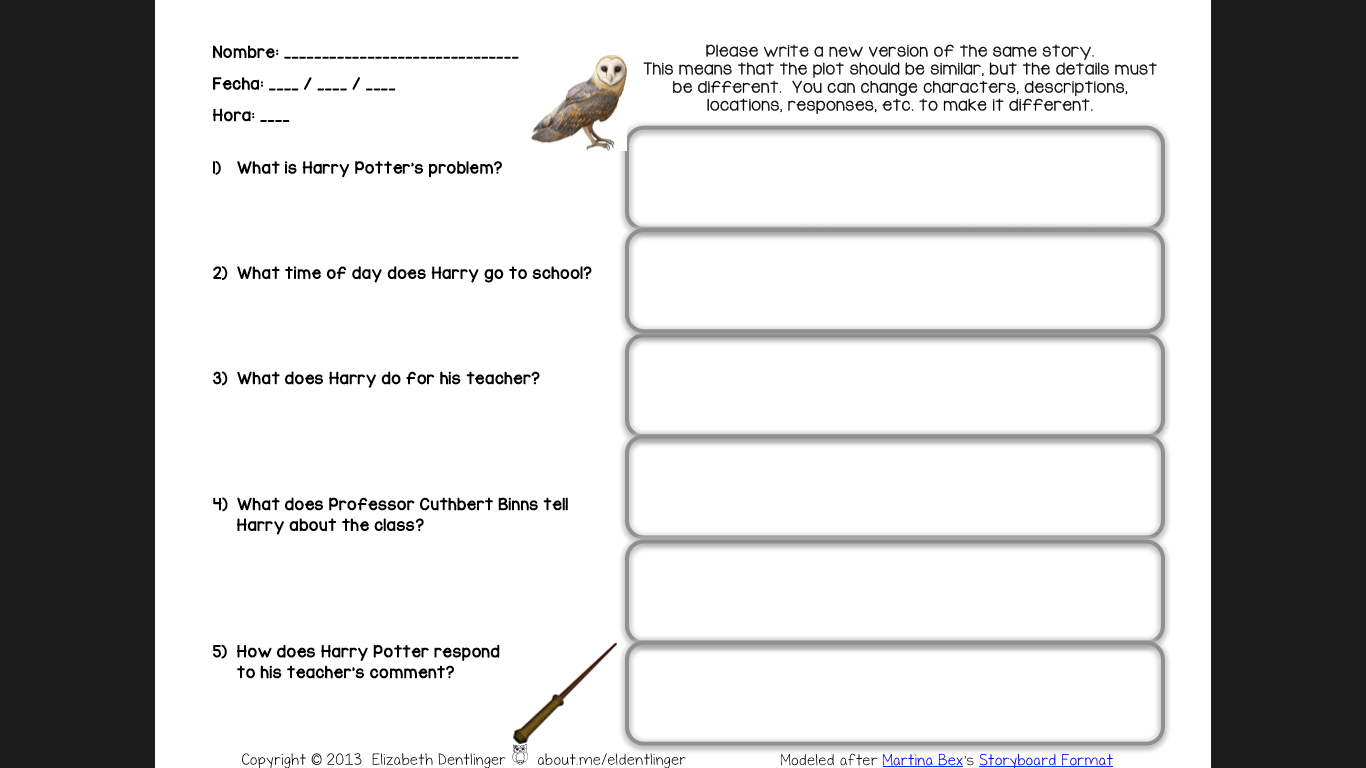 Nombre: _______________________________
Fecha: ____ / ____ / ____
Hora: ____
1) What is Harry Potter's problem?
2) What time of day does Harry go to school?
3) What does Harry do for his teacher?
4) What does Professor Cuthbert Binns tell
Harry about the class?
5) How does Harry Potter respond
to his teacher's comment?
Please write a new version of the same story.
This means that the plot should be similar, but the details must
be different. You can change characters, descriptions,
locations, responses, etc. to make it different.
Copyright © 2013 Elizabeth Dentlinger about.me/eldentlinger
Modeled after Martina Bex's Storyboard Format